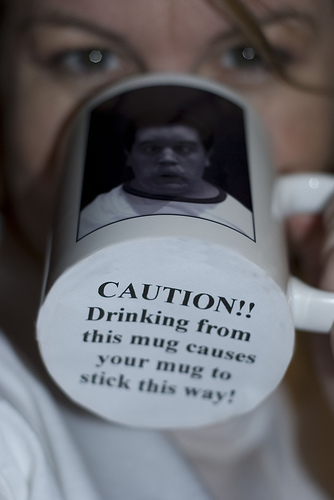 CAUTION!!
Drinking from
this mug causes
your mug to
stick this way!